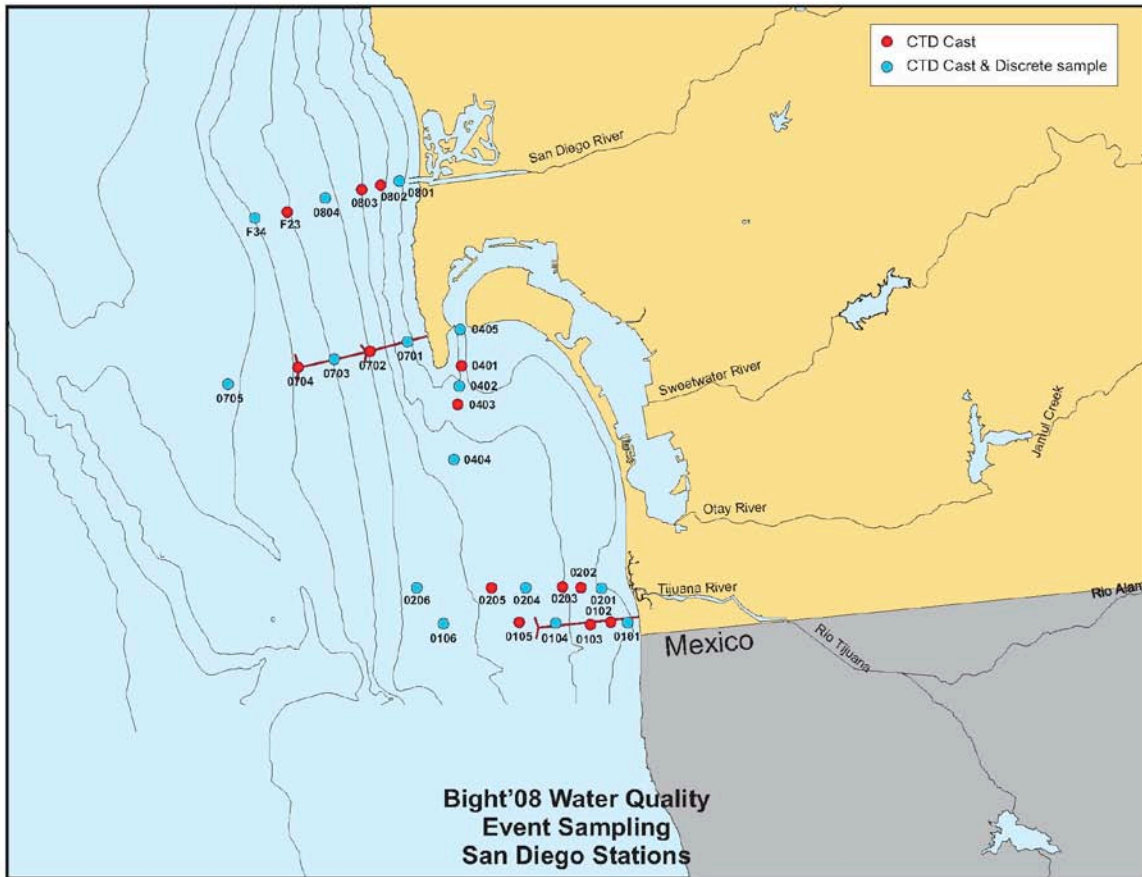 CTD Cast
CTD Cast & Discrete sample
San Diego River
0801
0802
0803
0804
F23
F34
0405
0701
0702
0401
0703
0704
0402
0705
0403
Sweetwater River
Jamul Creek
0404
Otay River
0202
Tijuana River
0206
0205
0204
0203
0201
Rio Alam
0102
0106
0105
0104
0103
0101
Mexico
Rio Tijuana
Bight'08 Water Quality
Event Sampling
San Diego Stations